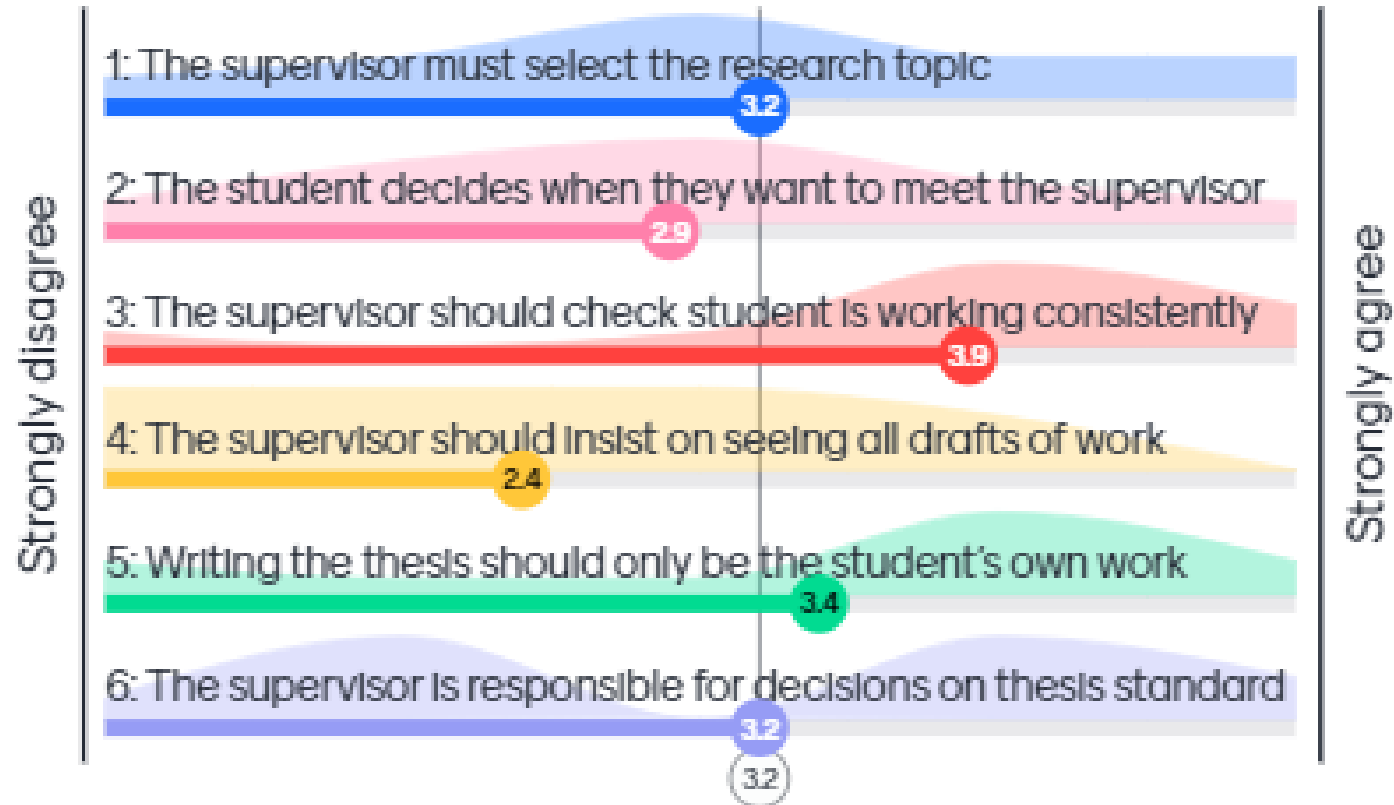 Strongly disagree
1: The supervisor must select the research topic
3.2
2: The student decides when they want to meet the supervisor
2.9
3: The supervisor should check student is working consistently
3.9
4: The supervisor should insist on seeing all drafts of work
2.4
5: Writing the thesis should only be the student's own work
3.4
6: The supervisor is responsible for decisions on thesis standard
3.2
3.2
Strongly agree